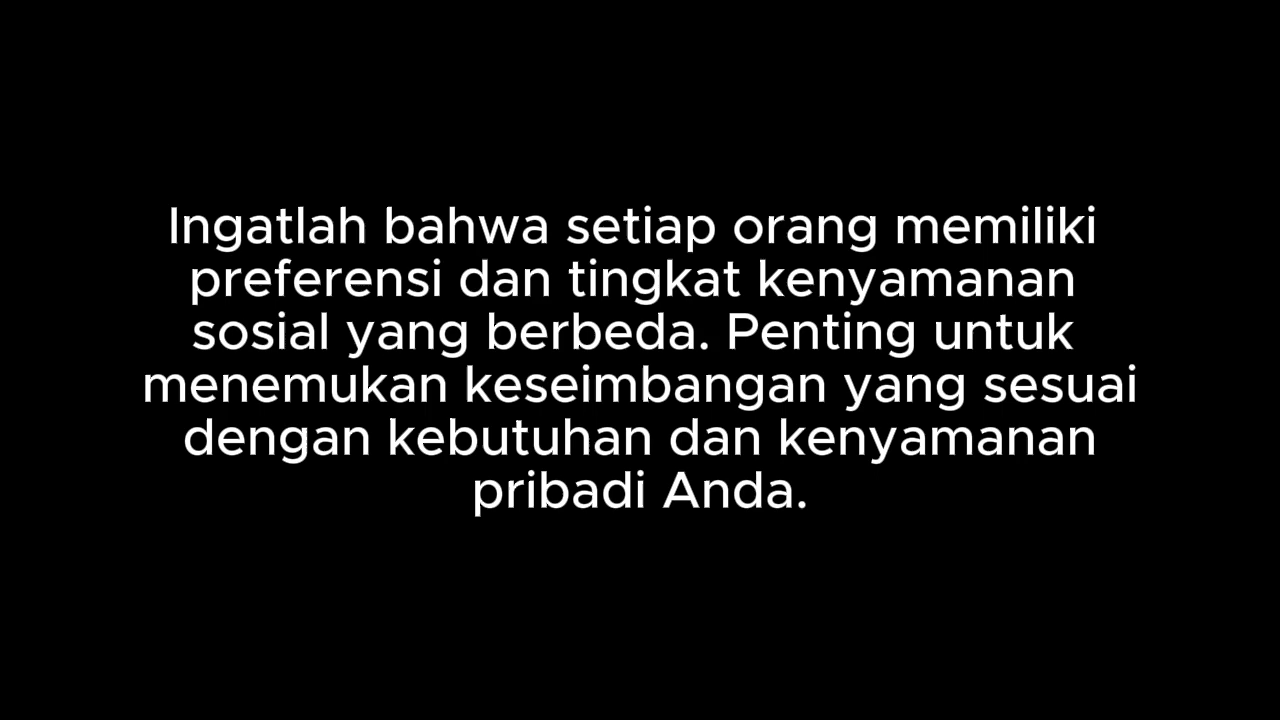 Ingatlah bahwa setiap orang memiliki
preferensi dan tingkat kenyamanan
sosial yang berbeda. Penting untuk
menemukan keseimbangan yang sesuai
dengan kebutuhan dan kenyamanan
pribadi Anda.